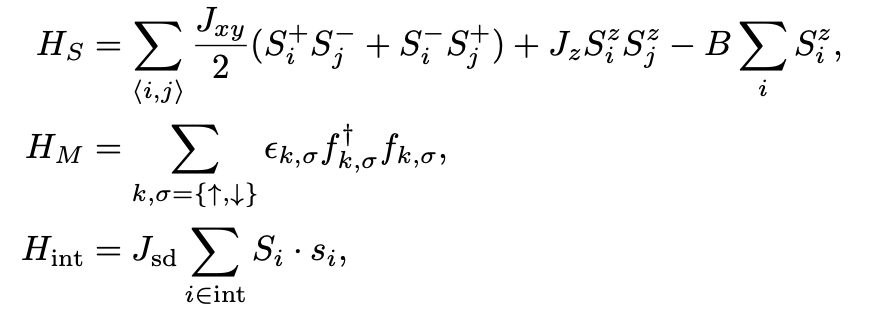 $H_S = \sum_{\langle i,j \rangle} \frac{J_{xy}}{2} (S_i^+ S_j^- + S_i^- S_j^+) + J_z S_i^z S_j^z - B \sum_i S_i^z,$
$H_M = \sum_{k,\sigma=\{\uparrow,\downarrow\}} \epsilon_{k,\sigma} f_{k,\sigma}^\dagger f_{k,\sigma},$
$H_{\text{int}} = J_{\text{sd}} \sum_{i \in \text{int}} S_i \cdot s_i,$